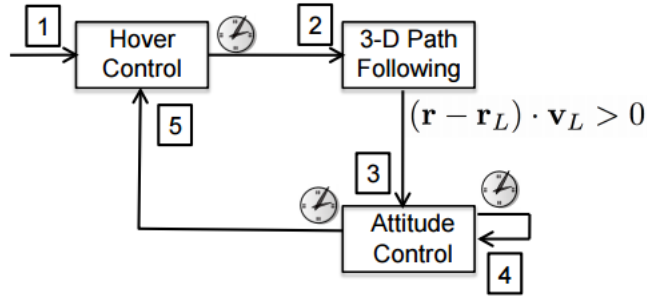 1
Hover
Control
2
3-D Path
Following
(r − r_L) · v_L > 0
5
3
Attitude
Control
4